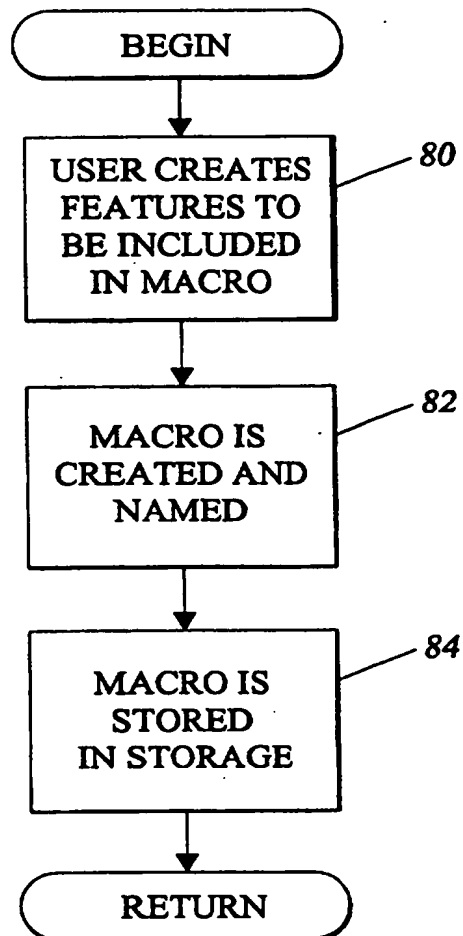 BEGIN
USER CREATES
FEATURES TO
BE INCLUDED
IN MACRO
80
MACRO IS
CREATED AND
NAMED
82
MACRO IS
STORED
IN STORAGE
84
RETURN